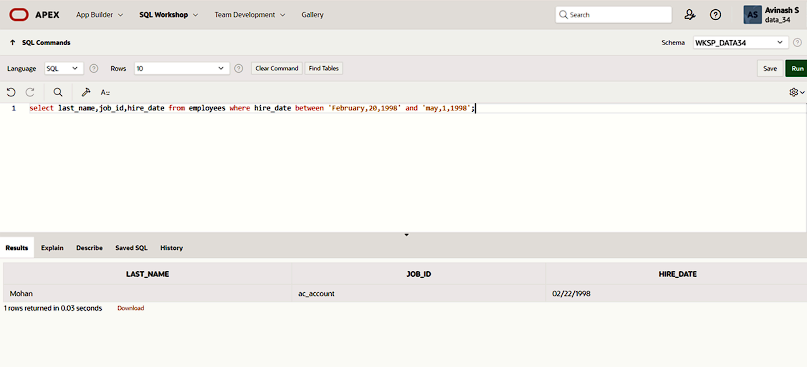 APEX App Builder SQL Workshop Team Development Gallery Search AS Avinash S
data_34
↑ SQL Commands Schema WKSP_DATA34
Language SQL Rows 10 Clear Command Find Tables Save Run
A..
1 select last_name,job_id,hire_date from employees where hire_date between 'February,20,1998' and 'may,1,1998';
Results Explain Describe Saved SQL History
LAST_NAME JOB_ID HIRE_DATE
Mohan ac_account 02/22/1998
1 rows returned in 0.03 seconds Download